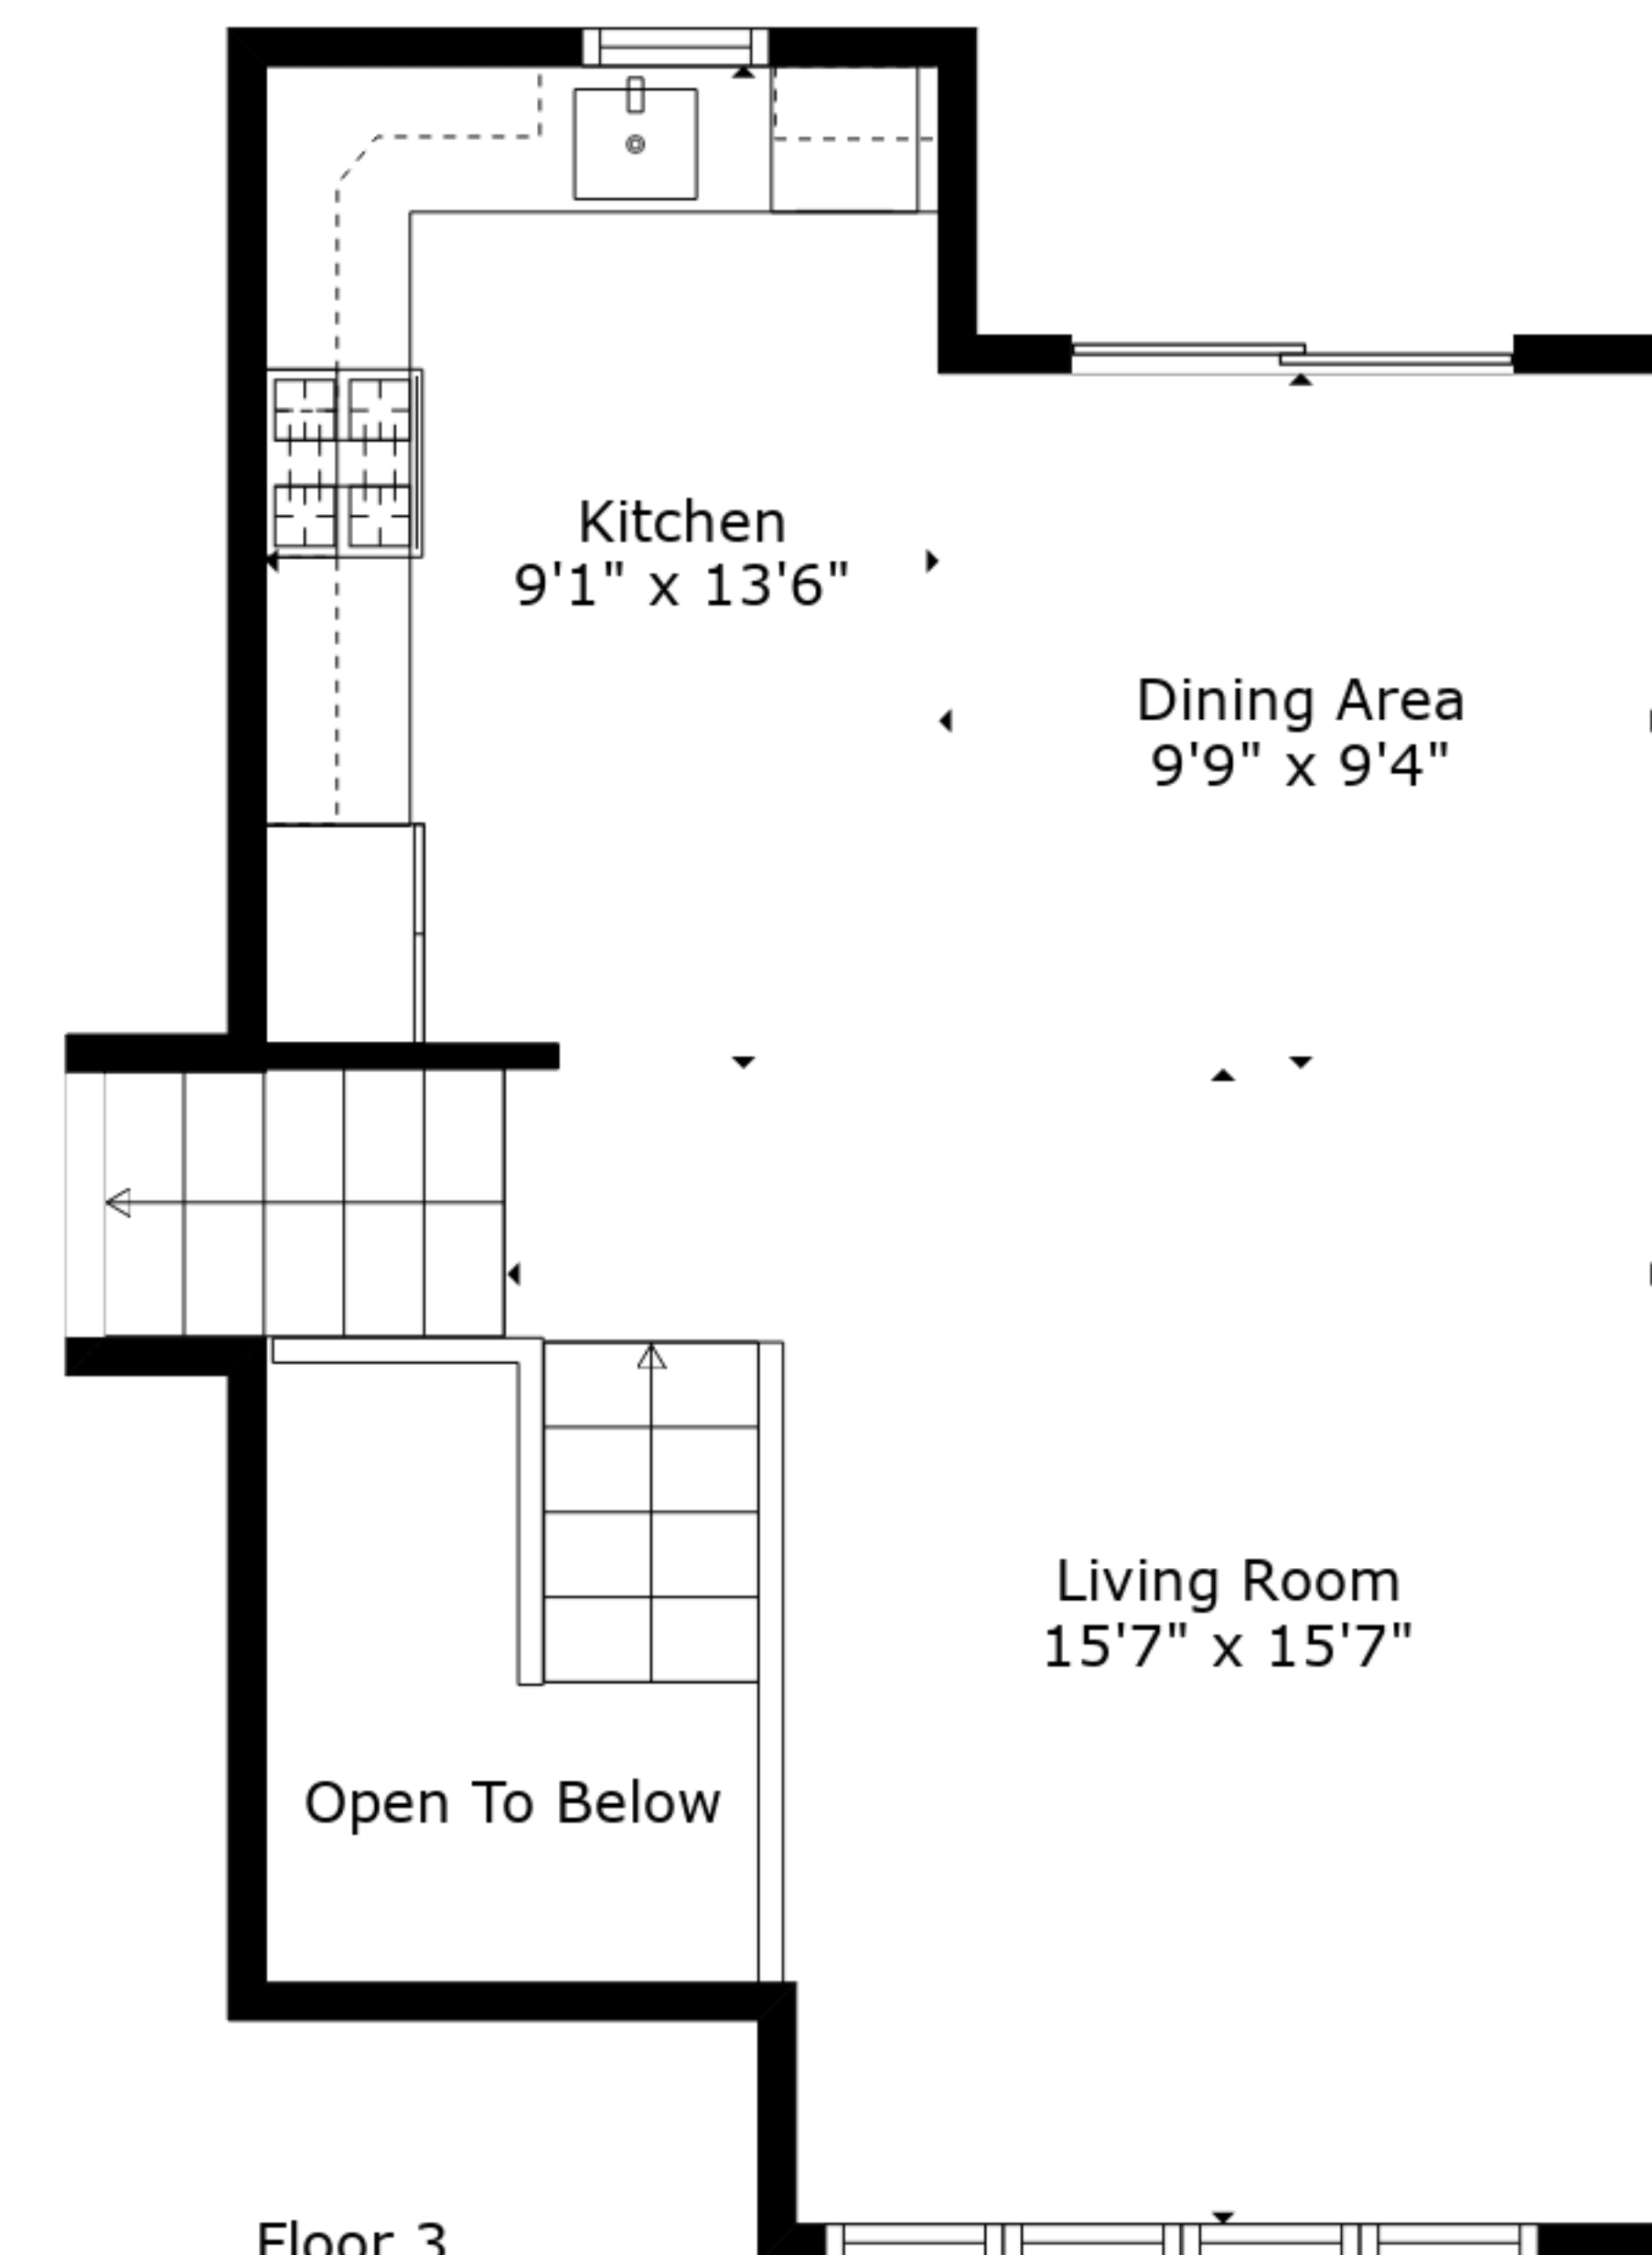 Kitchen
9'1" x 13'6"
Dining Area
9'9" x 9'4"
Living Room
15'7" x 15'7"
Open To Below
Floor 3